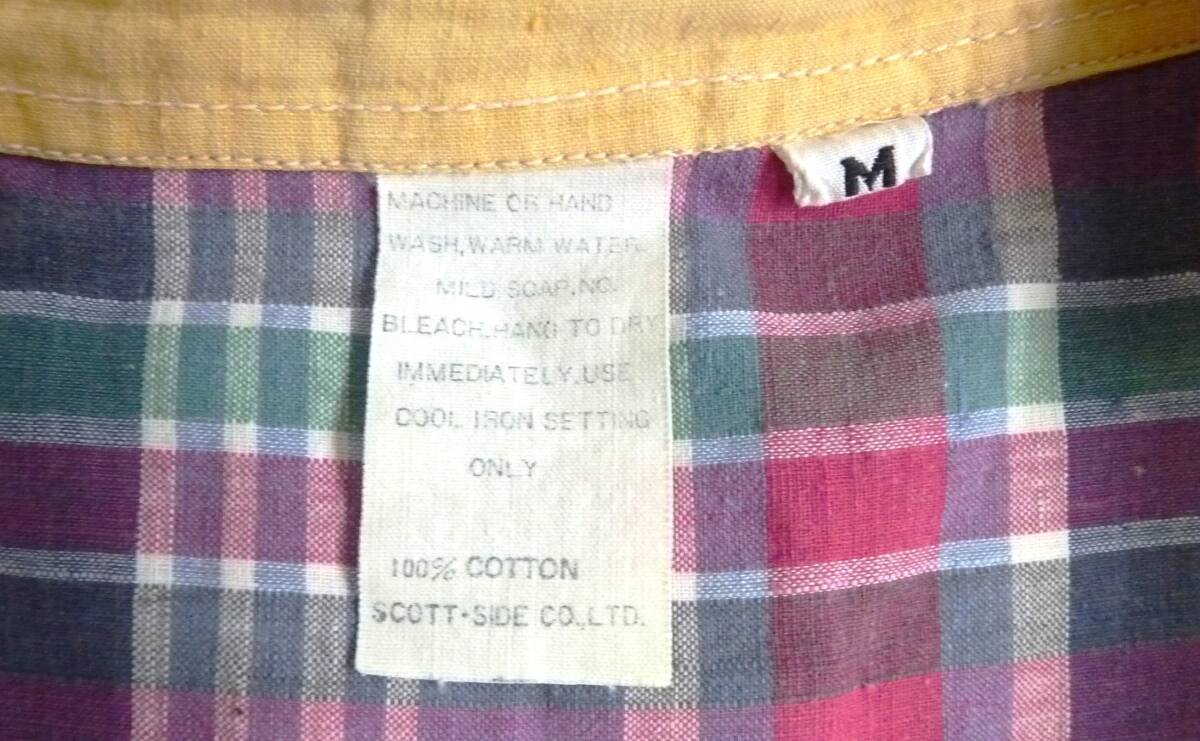 M
MACHINE OR HAND
WASH,WARM WATER.
MILD SOAP.NO.
BLEACH.HANG TO DRY
IMMEDIATELY.USE
COOL IRON SETTING
ONLY
100% COTTON
SCOTT·SIDE CO.,LTD.